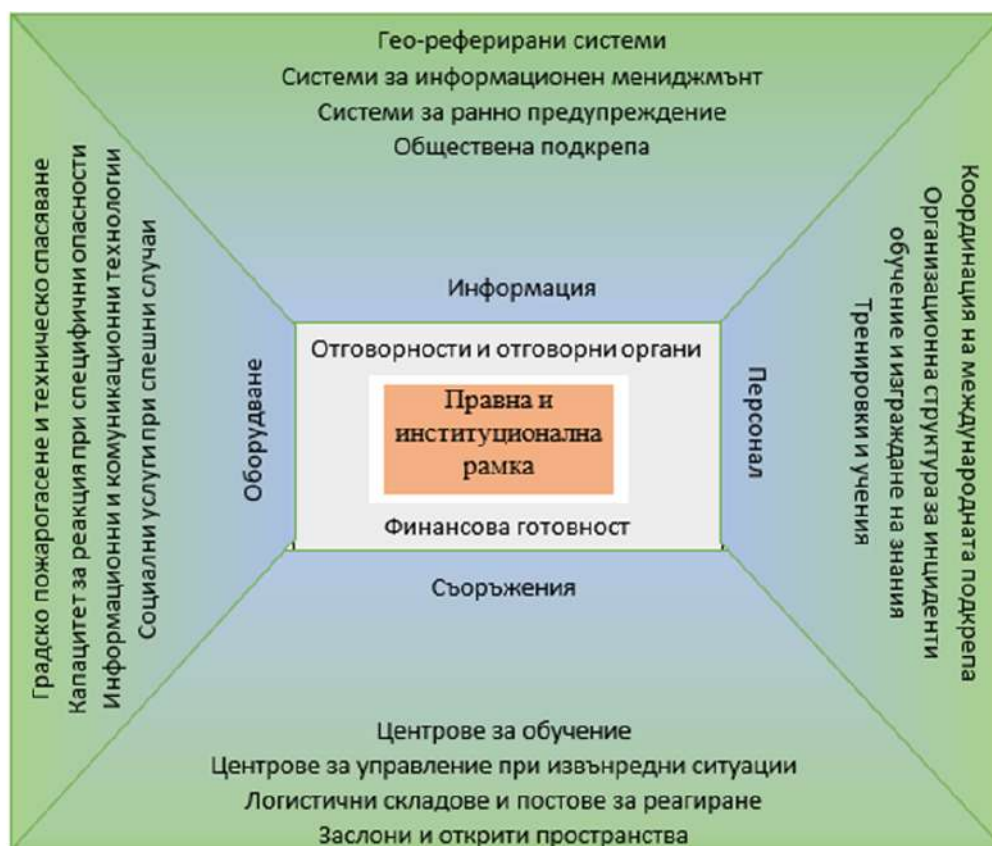 Гео-реферирани системи
Системи за информационен мениджмънт
Системи за ранно предупреждение
Обществена подкрепа
Информация
Градско пожарогасене и техническо спасяване
Капацитет за реакция при специфични опасности
Информационни и комуникационни технологии
Социални услуги при спешни случаи
Оборудване
Отговорности и отговорни органи
Правна и
институционална
рамка
Финансова готовност
Персонал
Координация на международната подкрепа
Организационна структура за инциденти
обучение и изграждане на знания
Тренировки и учения
Съоръжения
Центрове за обучение
Центрове за управление при извънредни ситуации
Логистични складове и постове за реагиране
Заслони и открити пространства